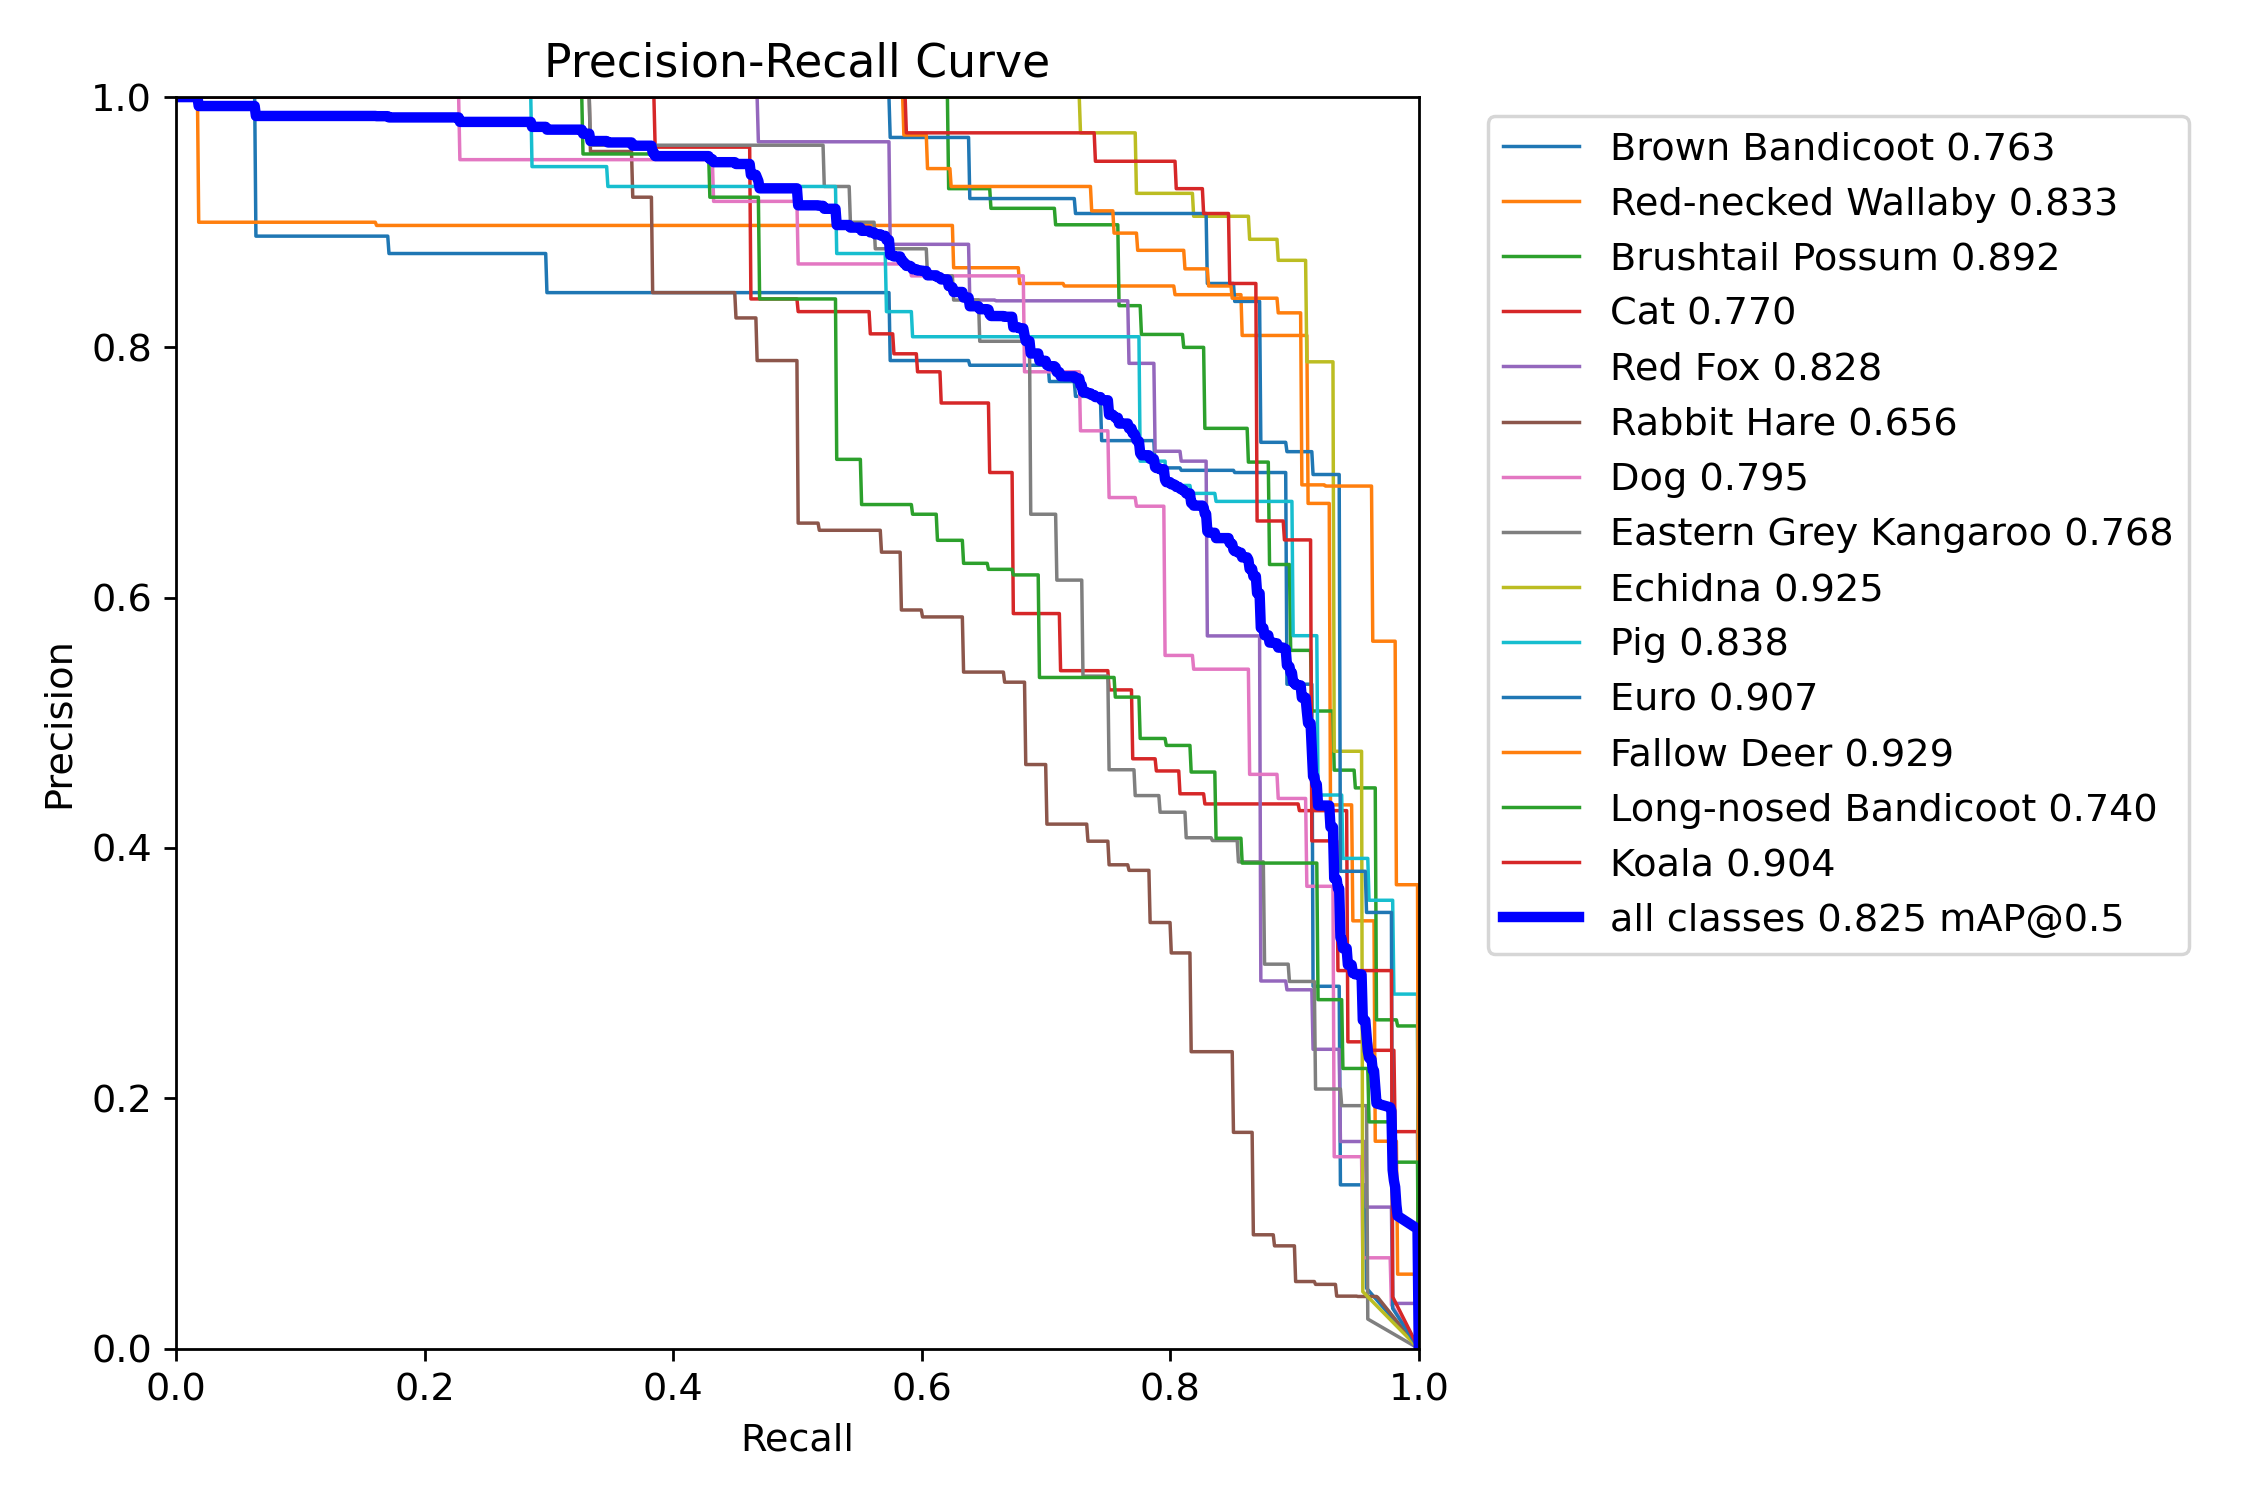 Precision-Recall Curve
1.0
0.8
0.6
0.4
0.2
0.0
Precision
0.0 0.2 0.4 0.6 0.8 1.0
Recall
Brown Bandicoot 0.763
Red-necked Wallaby 0.833
Brushtail Possum 0.892
Cat 0.770
Red Fox 0.828
Rabbit Hare 0.656
Dog 0.795
Eastern Grey Kangaroo 0.768
Echidna 0.925
Pig 0.838
Euro 0.907
Fallow Deer 0.929
Long-nosed Bandicoot 0.740
Koala 0.904
all classes 0.825 mAP@0.5